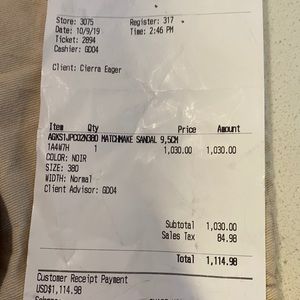 Store: 3075 Register: 317
Date: 10/9/19 Time: 2:46 PM
Ticket: 2894
Cashier: GD04
Client: Cierra Eager
Item Qty Price Amount
AGKS1JPC02N380 MATCHMAKE SANDAL 9,5CM
1A4W7H 1 1,030.00 1,030.00
COLOR: NOIR
SIZE: 380
WIDTH: Normal
Client Advisor: GD04
Subtotal 1,030.00
Sales Tax 84.98
Total 1,114.98
Customer Receipt Payment
USD$1,114.98